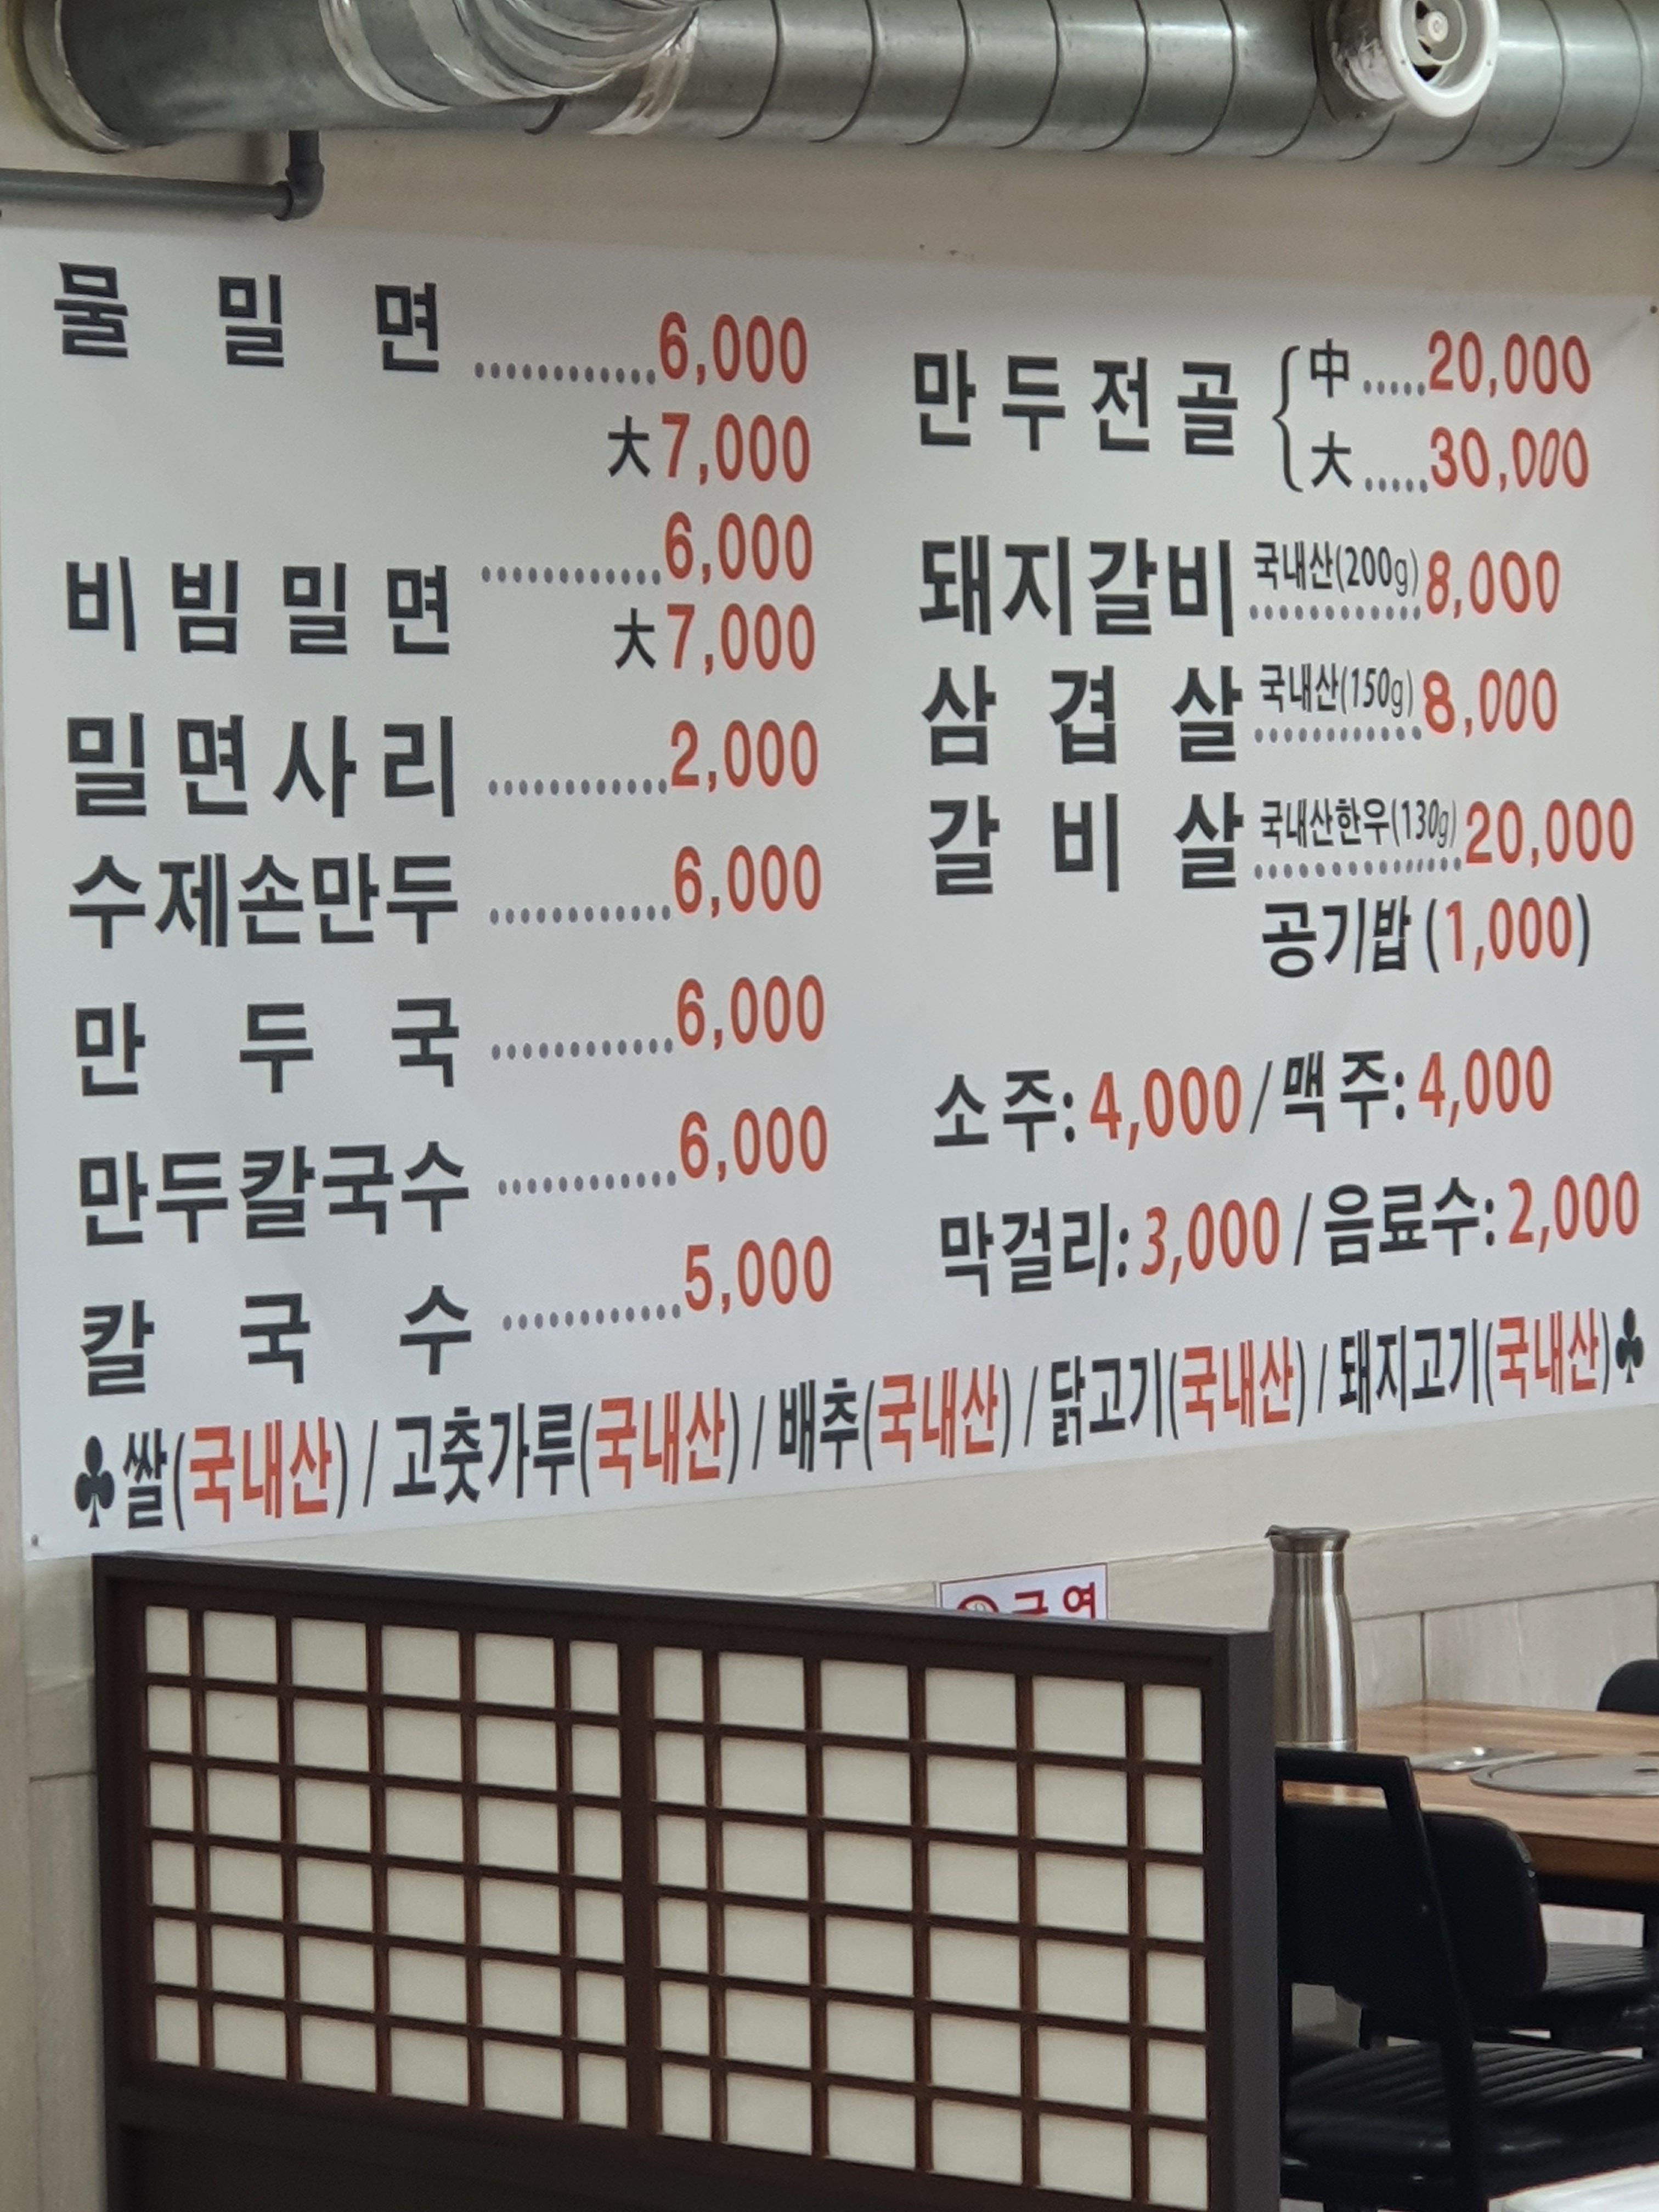 물밀면 ............6,000
大 7,000
비빔밀면 ............6,000
大 7,000
밀면사리 ............2,000
수제손만두 ............6,000
만두국 ............6,000
만두칼국수 ............6,000
칼국수 ............5,000
만두전골 { 中 .....20,000
大 .....30,000
돼지갈비 국내산(200g) 8,000
삼겹살 국내산(150g) 8,000
갈비살 국내산한우(130g) 20,000
공기밥 (1,000)
소주: 4,000 / 맥주: 4,000
막걸리: 3,000 / 음료수: 2,000
♣쌀(국내산) / 고춧가루(국내산) / 배추(국내산) / 닭고기(국내산) / 돼지고기(국내산)♣
금연